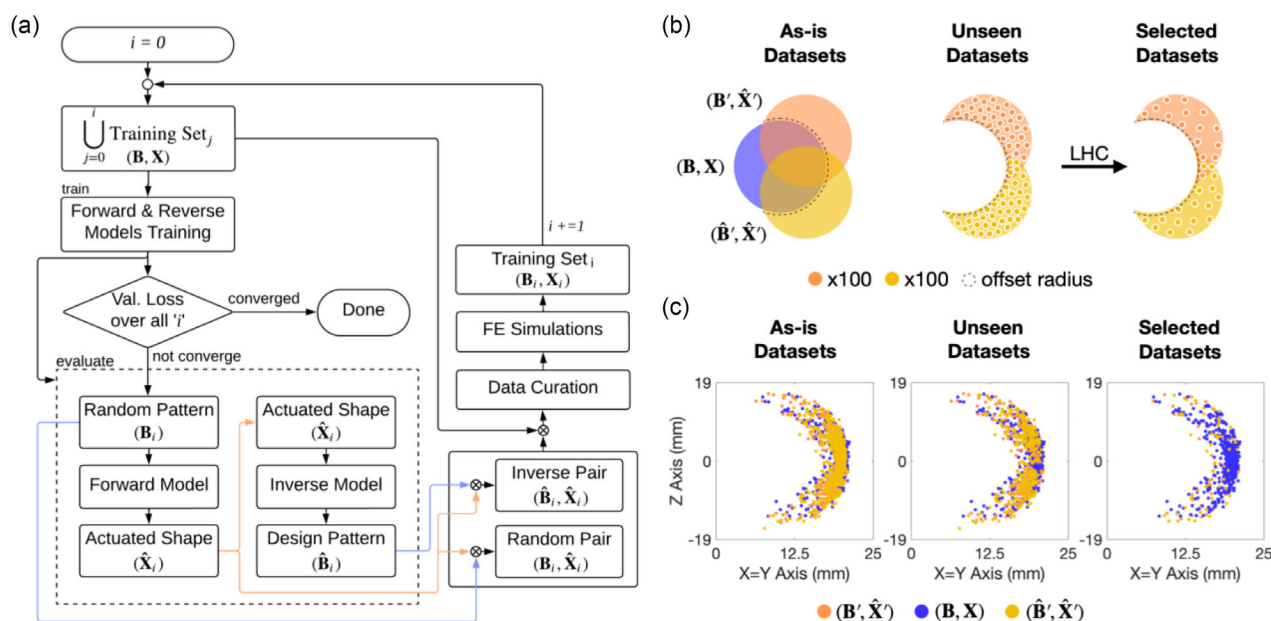 (a)
i = 0
i
⋃ Training Set_j
j=0
(B, X)
train
Forward & Reverse
Models Training
Val. Loss
over all 'i'
converged
Done
evaluate
not converge
Random Pattern
(B_i)
Forward Model
Actuated Shape
(X̂_i)
Actuated Shape
(X̂_i)
Inverse Model
Design Pattern
(B̂_i)
i +=1
Training Set_i
(B_i, X_i)
FE Simulations
Data Curation
Inverse Pair
(B̂_i, X̂_i)
Random Pair
(B_i, X̂_i)
(b)
As-is
Datasets
Unseen
Datasets
Selected
Datasets
(B′, X̂′)
(B, X)
(B̂′, X̂′)
LHC
x100
x100
offset radius
(c)
As-is
Datasets
Unseen
Datasets
Selected
Datasets
Z Axis (mm)
19
0
-19
0
12.5
25
X=Y Axis (mm)
19
0
-19
0
12.5
25
X=Y Axis (mm)
19
0
-19
0
12.5
25
X=Y Axis (mm)
(B′, X̂′)
(B, X)
(B̂′, X̂′)